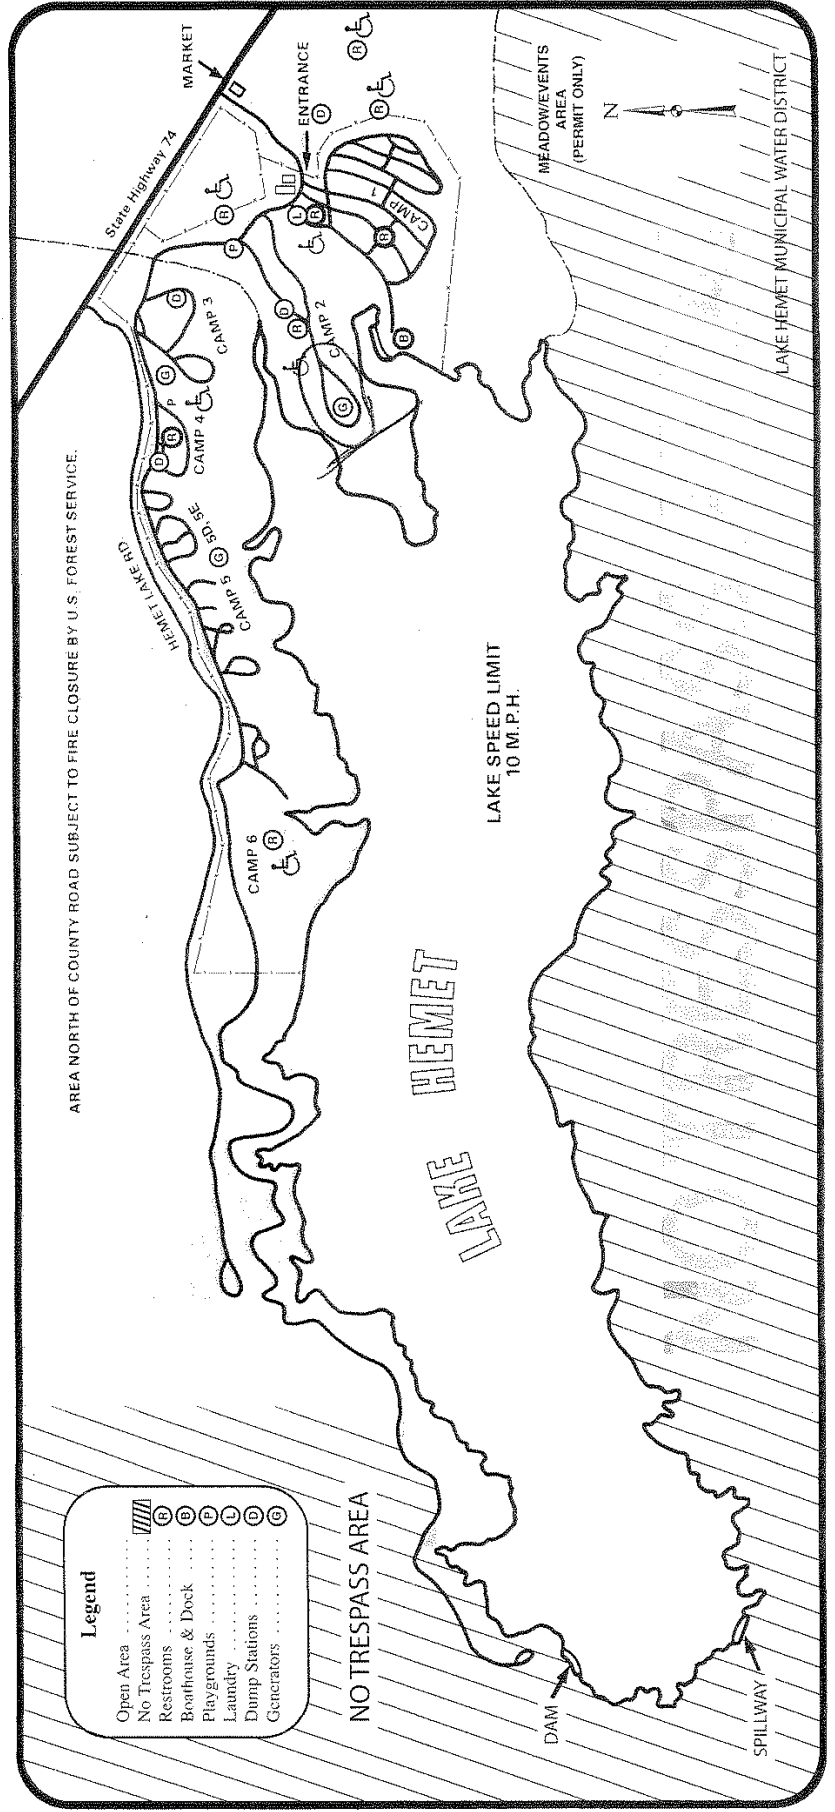 Legend
Open Area ............
No Trespass Area ......
Restrooms ............
Boathouse & Dock ....
Playgrounds ..........
Laundry ..............
Dump Stations ........
Generators ...........
R
B
P
L
D
G
NO TRESPASS AREA
DAM
SPILLWAY
AREA NORTH OF COUNTY ROAD SUBJECT TO FIRE CLOSURE BY U.S. FOREST SERVICE.
HEMET LAKE RD
State Highway 74
MARKET
ENTRANCE
D
R
R
R
P
L
R
CAMP 1
R
D
R
CAMP 2
G
B
D
CAMP 3
G
P
CAMP 4
R
D
5D, 5E
G
CAMP 5
CAMP 6
R
LAKE HEMET
LAKE SPEED LIMIT
10 M.P.H.
MEADOW/EVENTS
AREA
(PERMIT ONLY)
N
NO TRESPASS
LAKE HEMET MUNICIPAL WATER DISTRICT